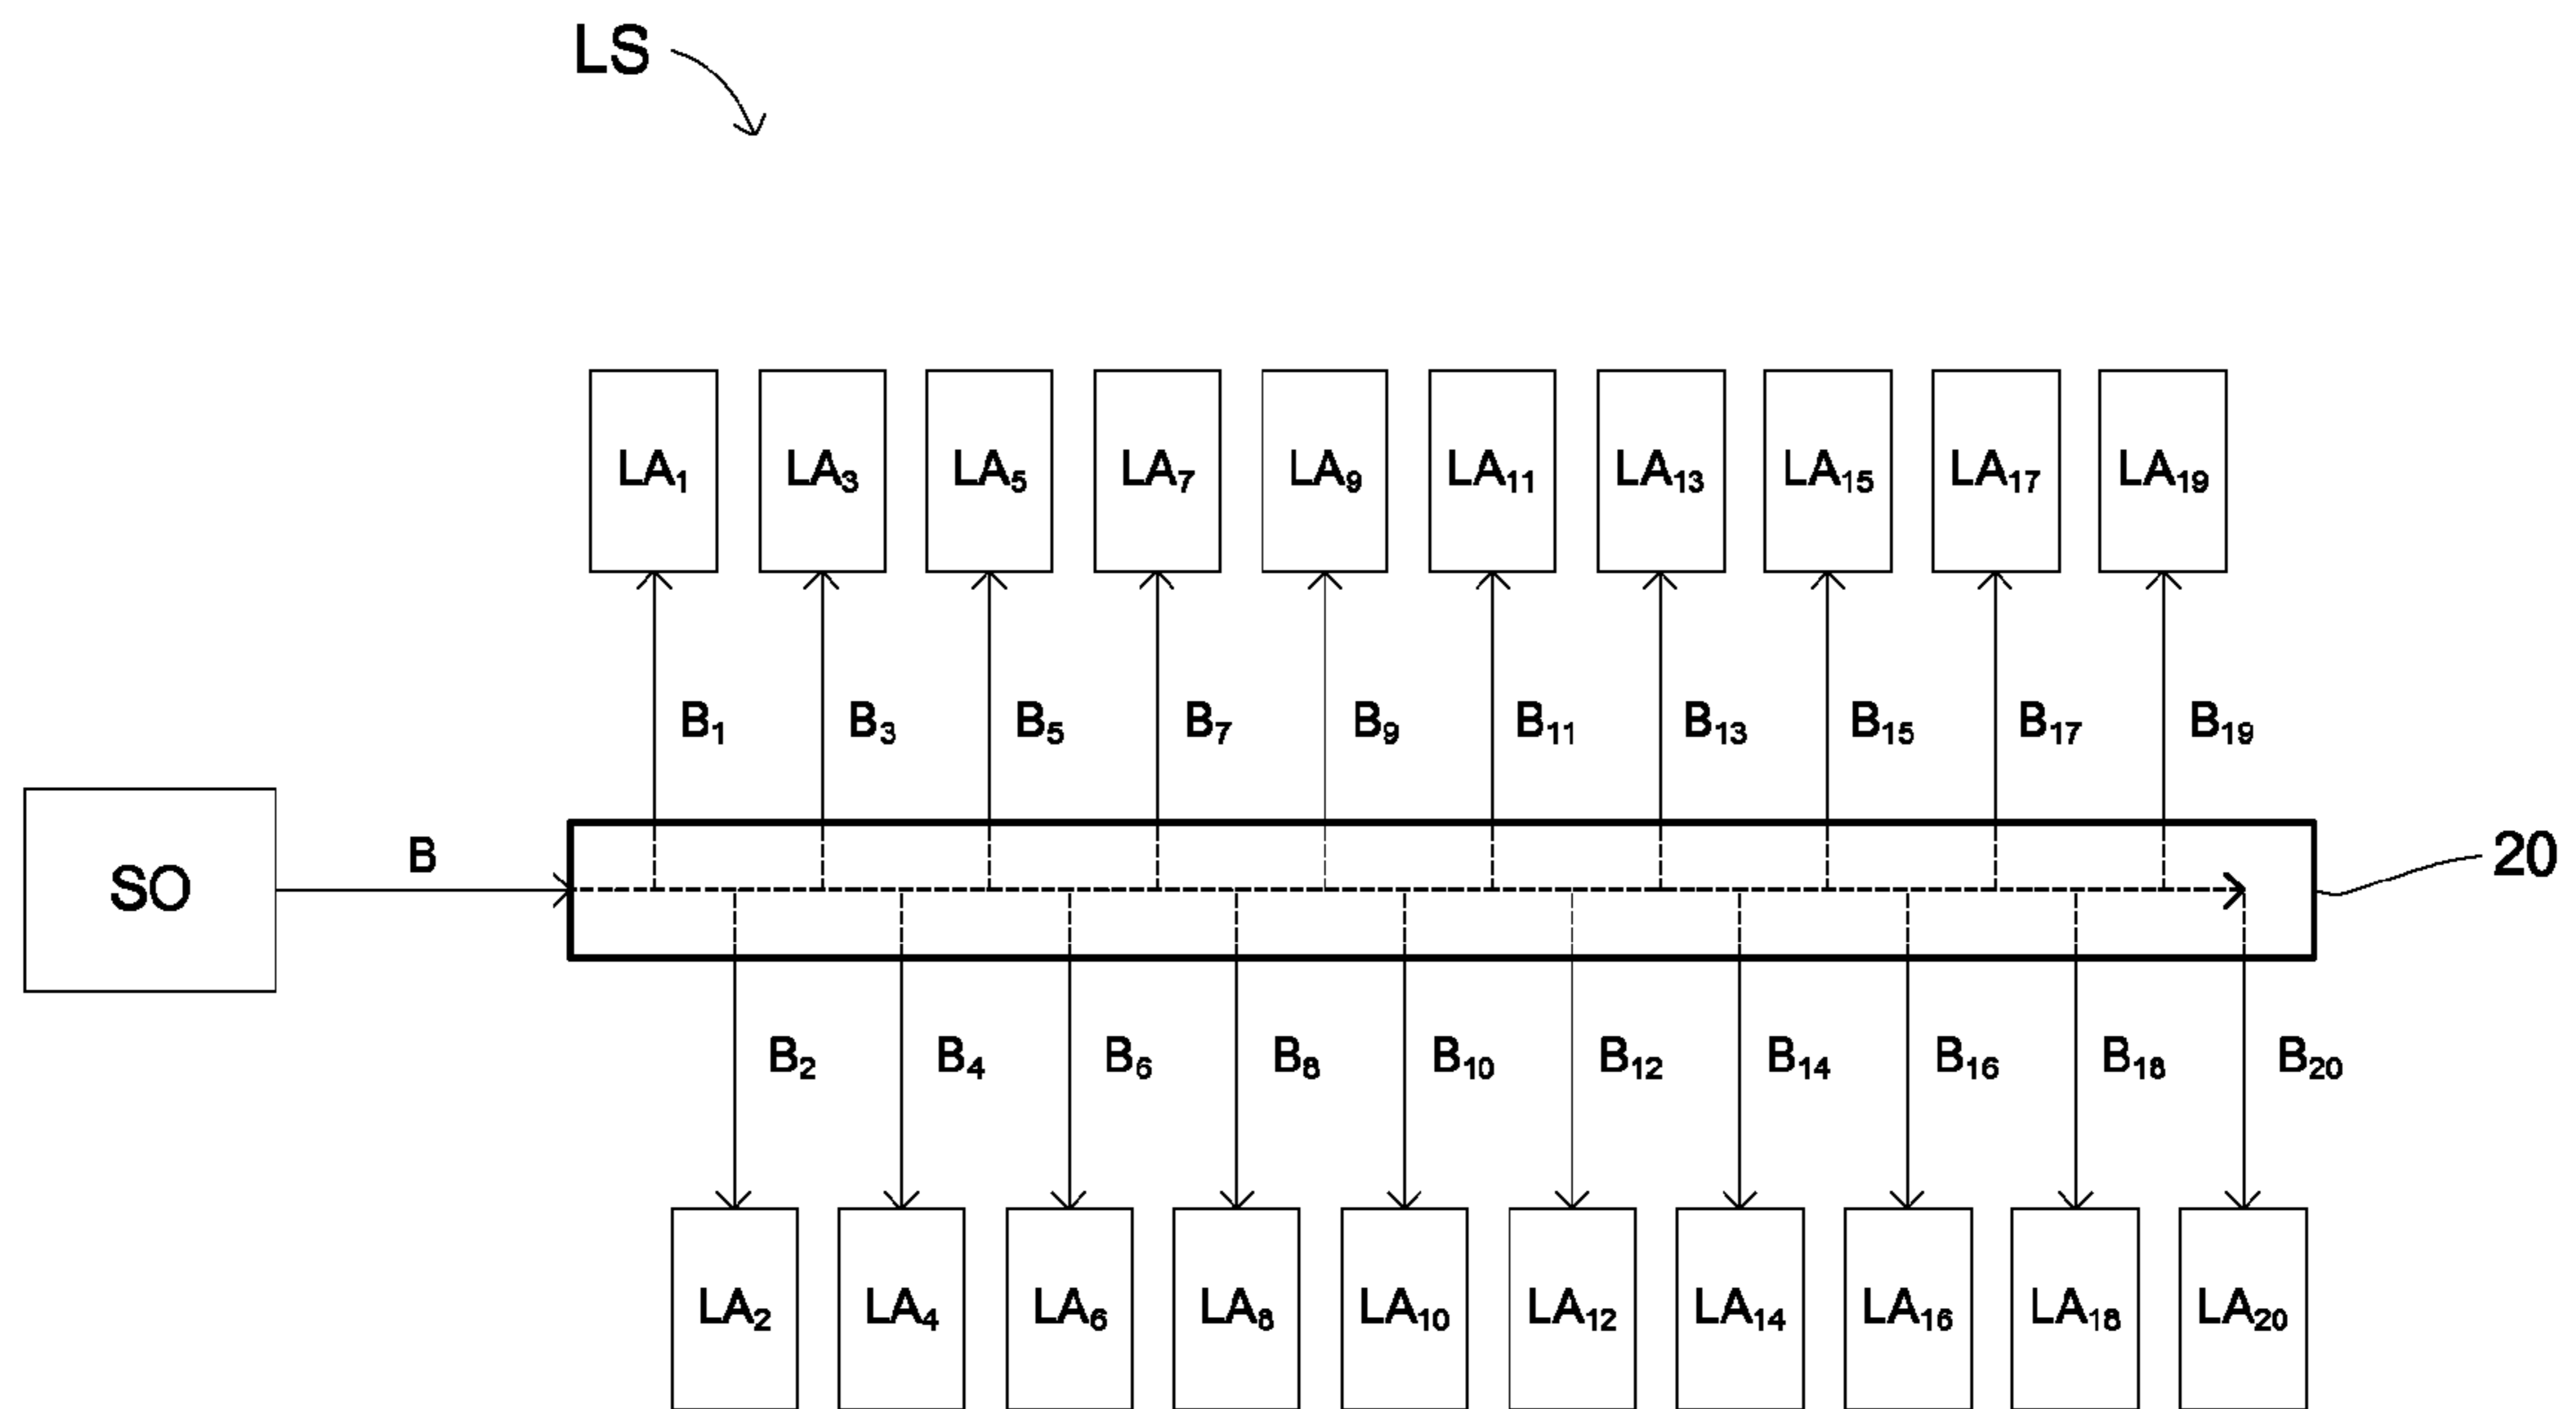 LS
LA₁ LA₃ LA₅ LA₇ LA₉ LA₁₁ LA₁₃ LA₁₅ LA₁₇ LA₁₉
B₁ B₃ B₅ B₇ B₉ B₁₁ B₁₃ B₁₅ B₁₇ B₁₉
SO B 20
B₂ B₄ B₆ B₈ B₁₀ B₁₂ B₁₄ B₁₆ B₁₈ B₂₀
LA₂ LA₄ LA₆ LA₈ LA₁₀ LA₁₂ LA₁₄ LA₁₆ LA₁₈ LA₂₀